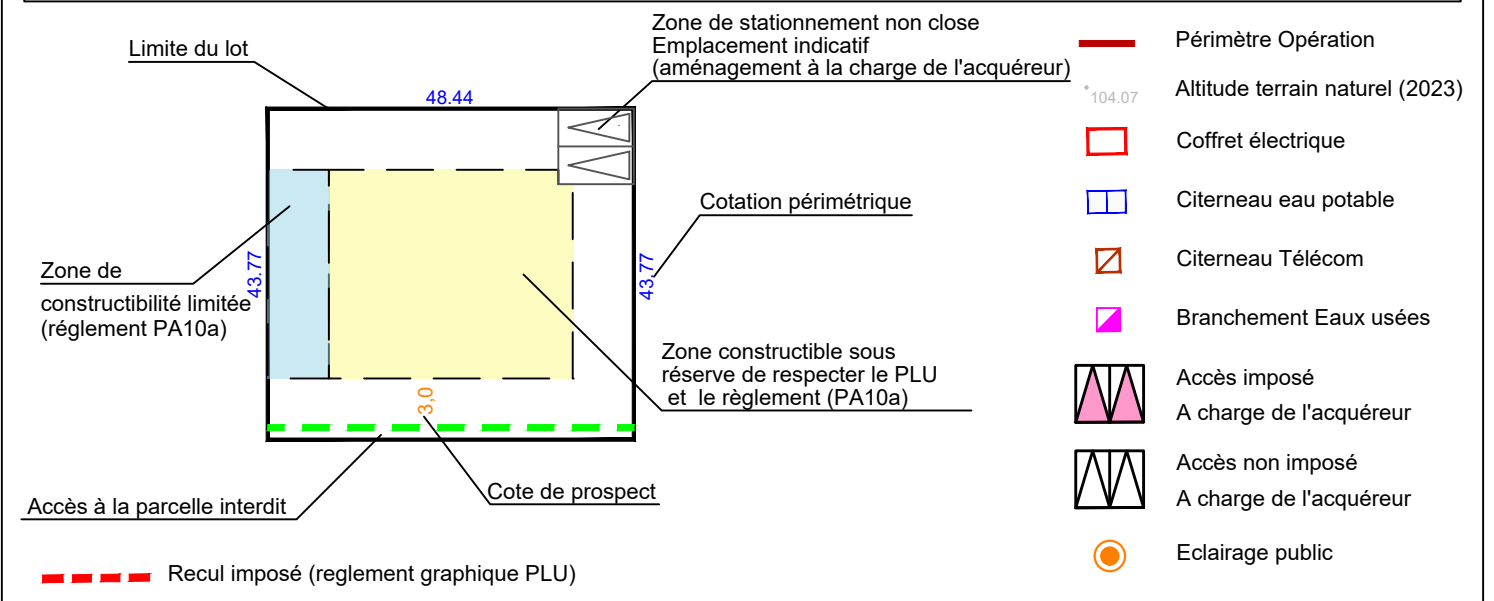 Zone de stationnement non close
Emplacement indicatif
(aménagement à la charge de l'acquéreur)
Limite du lot
48.44
43.77
43.77
Cotation périmétrique
Zone de
constructibilité limitée
(réglement PA10a)
Zone constructible sous
réserve de respecter le PLU
et le règlement (PA10a)
3,0
Cote de prospect
Accès à la parcelle interdit
Recul imposé (reglement graphique PLU)
Périmètre Opération
104.07
Altitude terrain naturel (2023)
Coffret électrique
Citerneau eau potable
Citerneau Télécom
Branchement Eaux usées
Accès imposé
A charge de l'acquéreur
Accès non imposé
A charge de l'acquéreur
Eclairage public